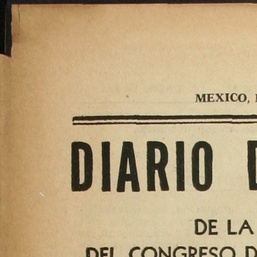 MEXICO,
DIARIO
DE LA
DEL CONGRESO